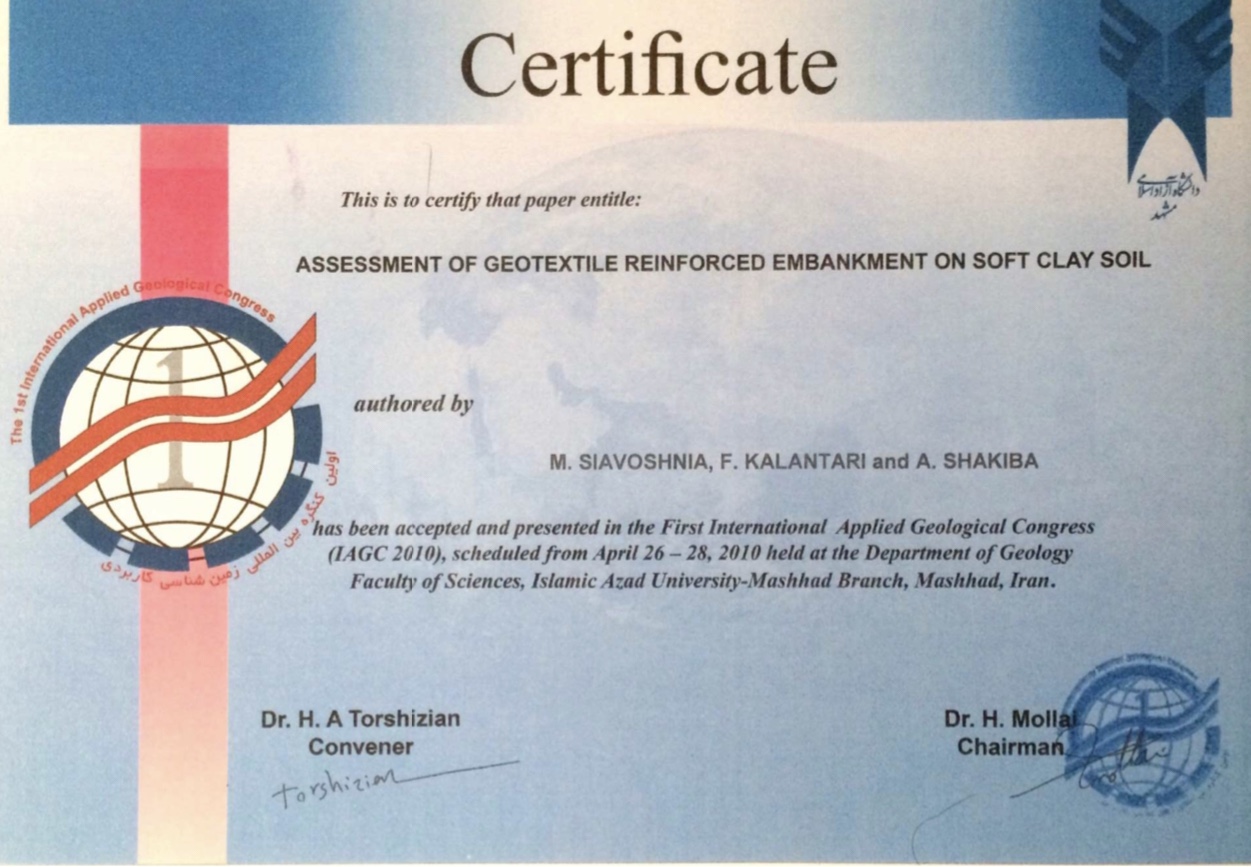 Certificate
دانشگاه آزاد اسلامی
مشهد
This is to certify that paper entitle:
ASSESSMENT OF GEOTEXTILE REINFORCED EMBANKMENT ON SOFT CLAY SOIL
The 1st International Applied Geological Congress
1
اولین کنگره بین المللی زمین شناسی کاربردی
authored by
M. SIAVOSHNIA, F. KALANTARI and A. SHAKIBA
has been accepted and presented in the First International Applied Geological Congress
(IAGC 2010), scheduled from April 26 – 28, 2010 held at the Department of Geology
Faculty of Sciences, Islamic Azad University-Mashhad Branch, Mashhad, Iran.
Dr. H. A Torshizian
Convener
Torshizian
Dr. H. Mollai
Chairman